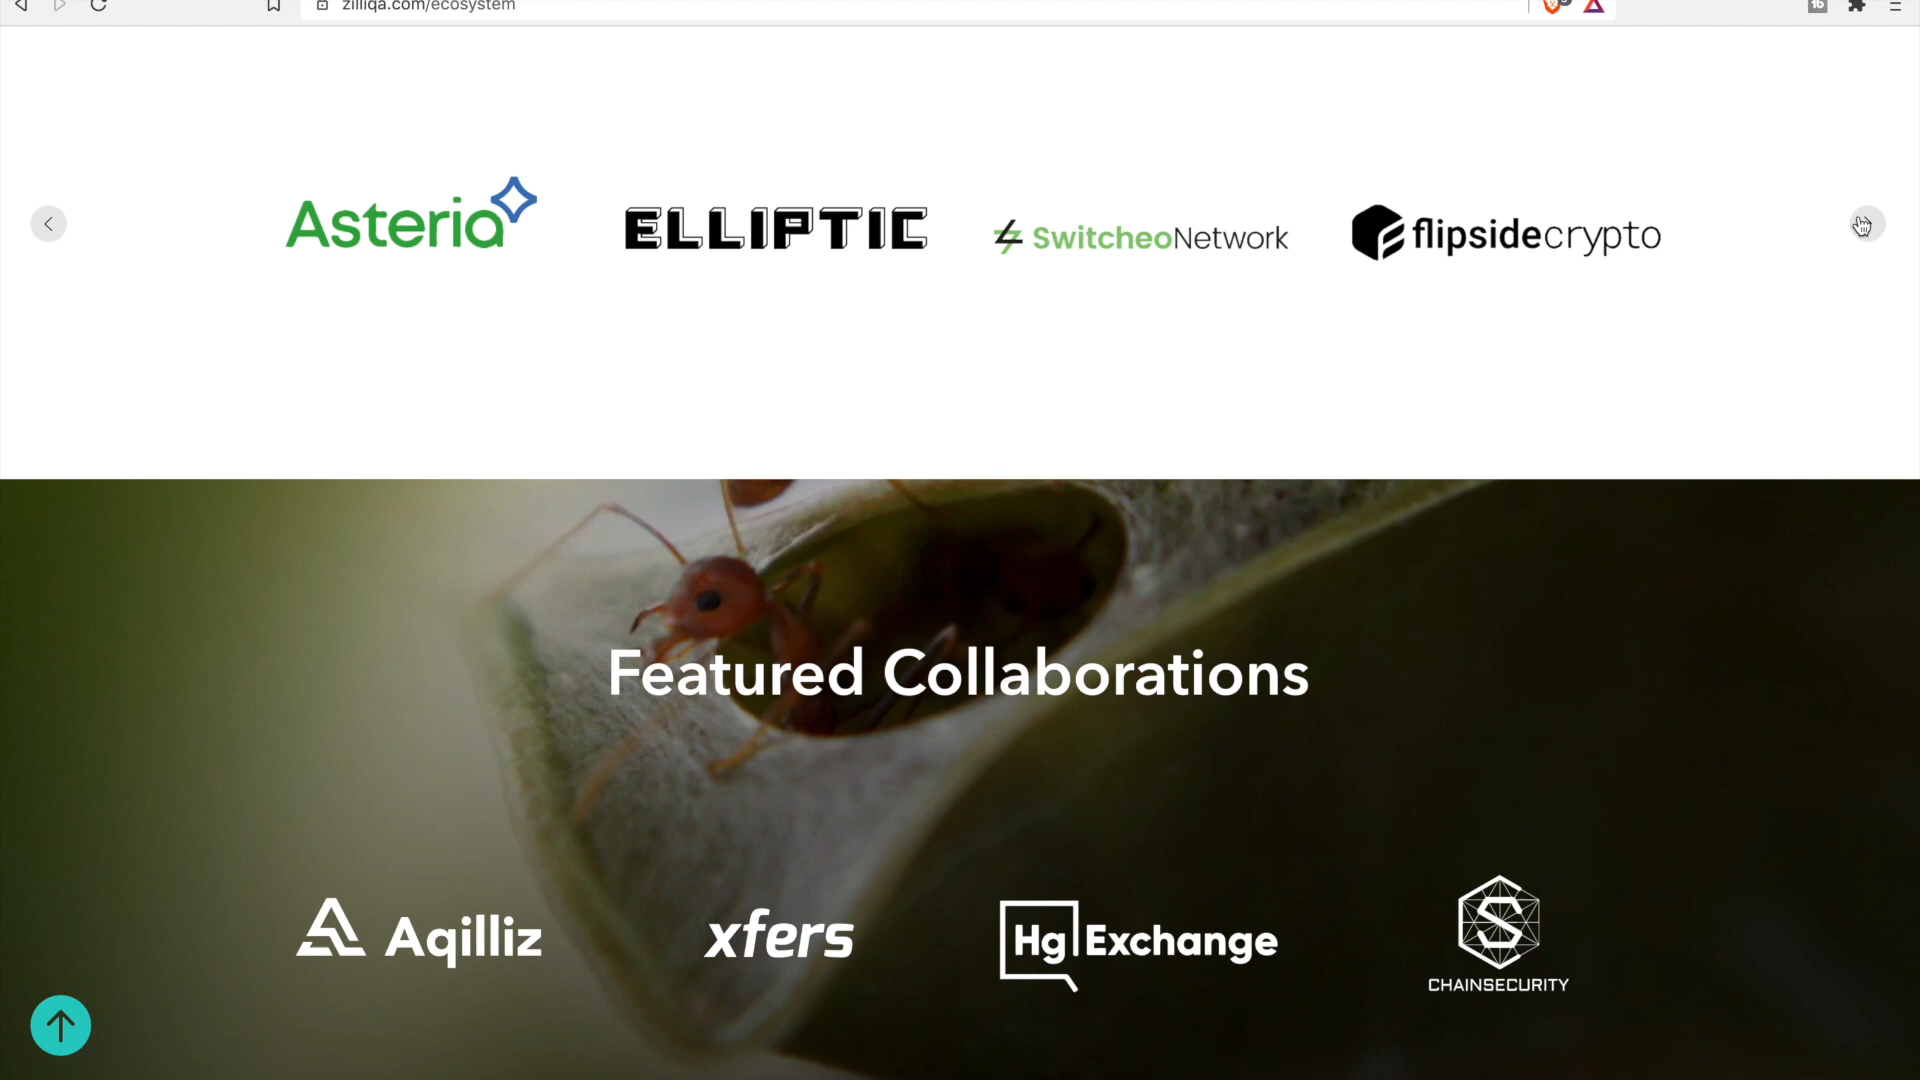 zilliqa.com/ecosystem
Asteria
ELLIPTIC
SwitcheoNetwork
flipsidecrypto
Featured Collaborations
Aqilliz
xfers
Hg Exchange
CHAINSECURITY